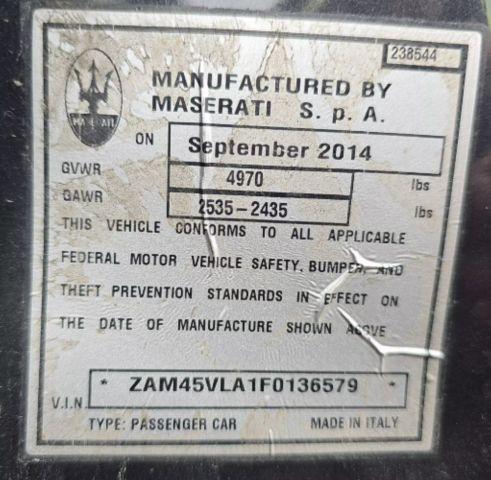 238544
MASERATI
MANUFACTURED BY
MASERATI S. p. A.
ON September 2014
GVWR 4970 lbs
GAWR 2535-2435 lbs
THIS VEHICLE CONFORMS TO ALL APPLICABLE
FEDERAL MOTOR VEHICLE SAFETY, BUMPER, AND
THEFT PREVENTION STANDARDS IN EFFECT ON
THE DATE OF MANUFACTURE SHOWN ABOVE
V.I.N. * ZAM45VLA1F0136579 *
TYPE: PASSENGER CAR MADE IN ITALY